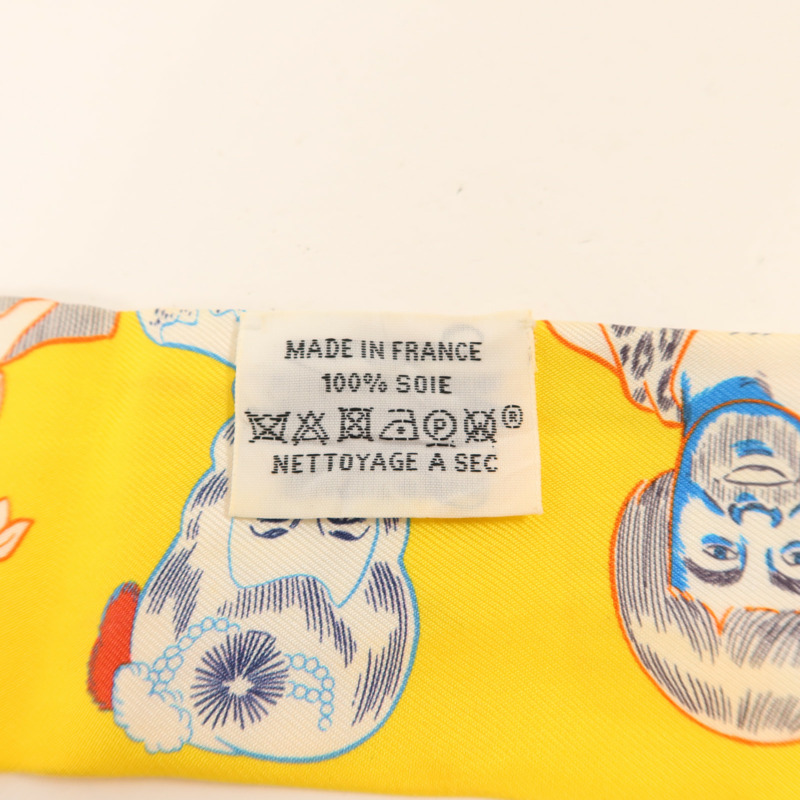 MADE IN FRANCE
100% SOIE
P W ®
NETTOYAGE A SEC